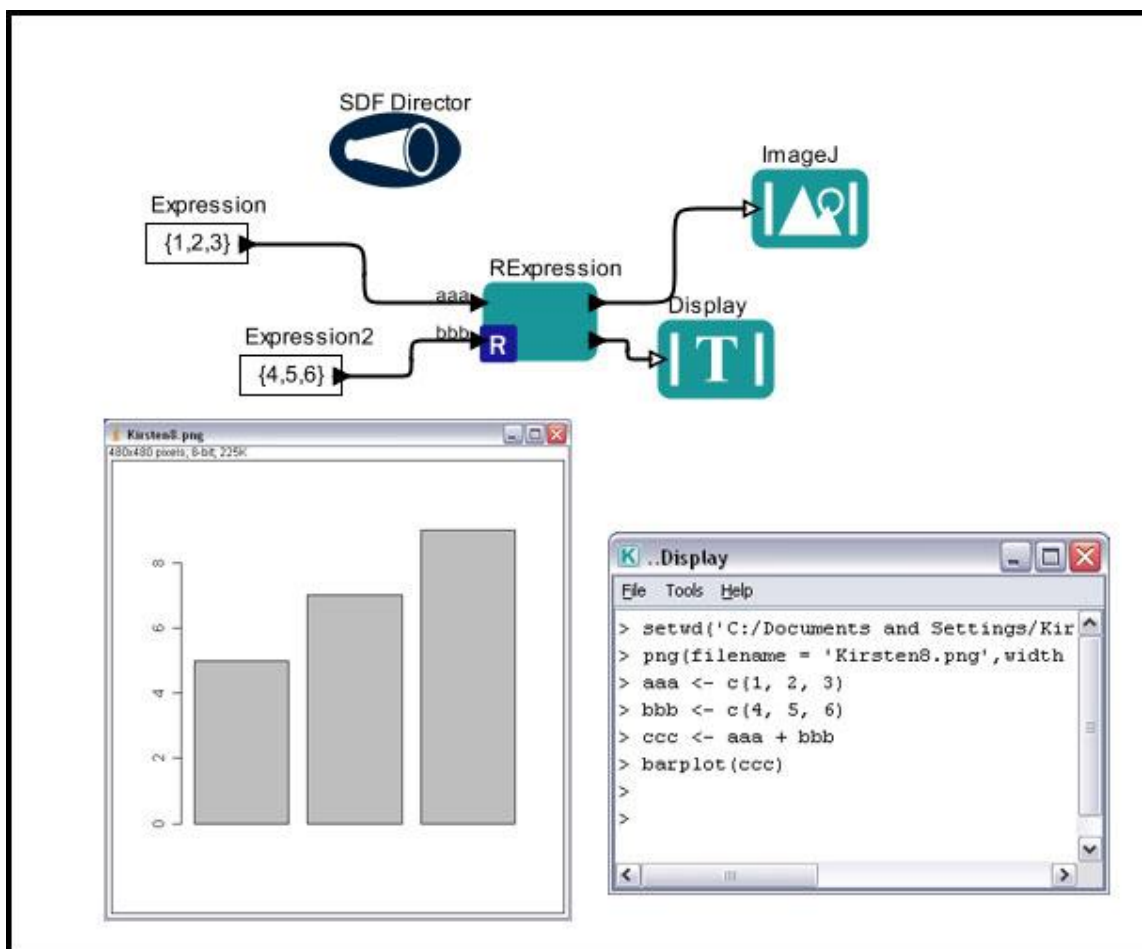 SDF Director
ImageJ
Expression
{1,2,3}
RExpression
aaa
Display
T
Expression2
bbb
R
{4,5,6}
Kirsten8.png
480x480 pixels; 8-bit; 225K
8
6
4
2
0
K ..Display
File Tools Help
> setwd('C:/Documents and Settings/Kir
> png(filename = 'Kirsten8.png',width
> aaa <- c(1, 2, 3)
> bbb <- c(4, 5, 6)
> ccc <- aaa + bbb
> barplot(ccc)
>
>